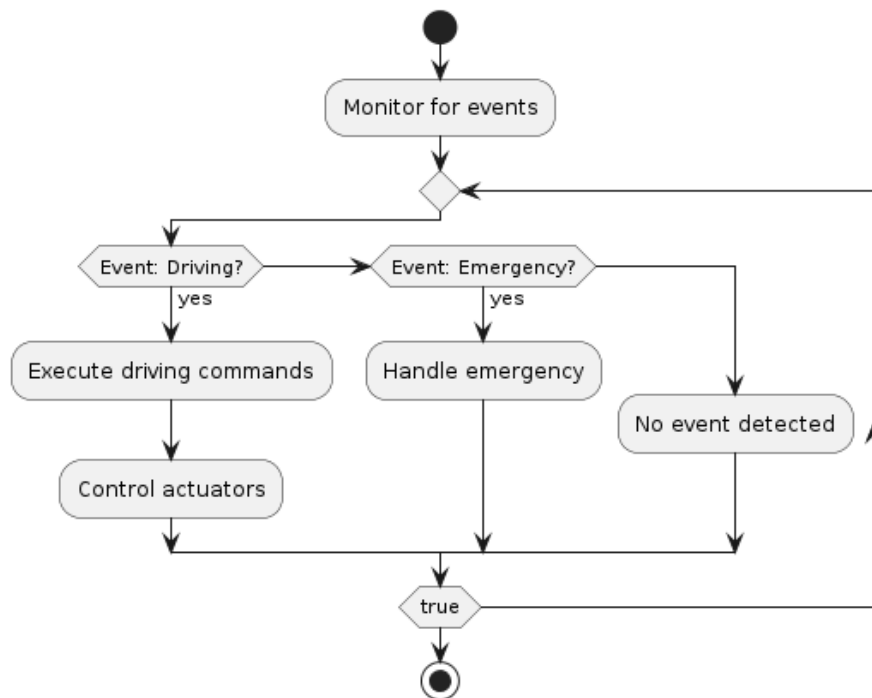 Monitor for events
Event: Driving?
Event: Emergency?
yes
yes
Execute driving commands
Handle emergency
No event detected
Control actuators
true